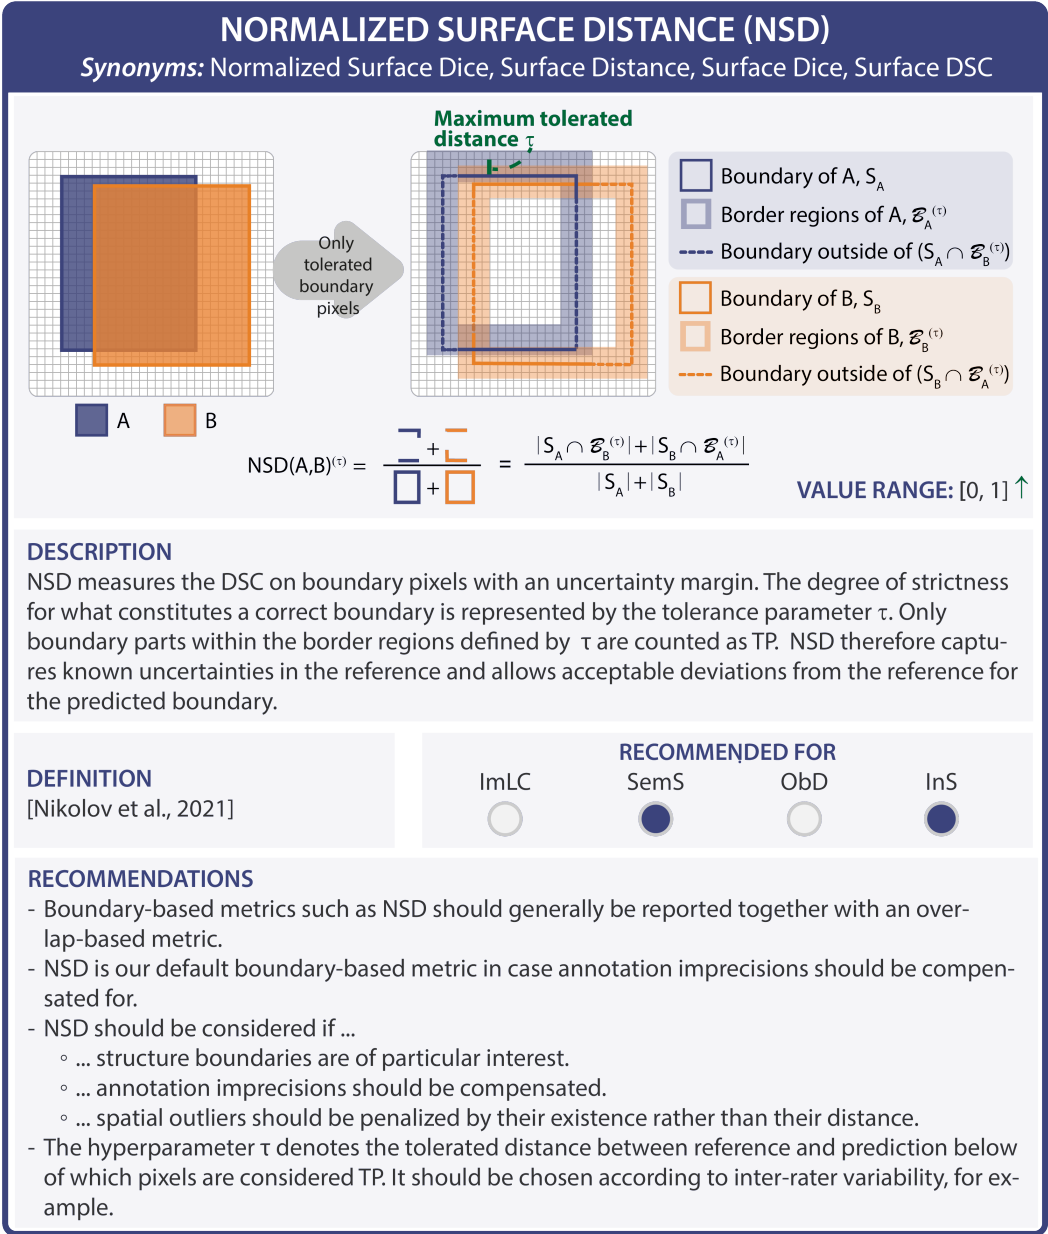 NORMALIZED SURFACE DISTANCE (NSD)
Synonyms: Normalized Surface Dice, Surface Distance, Surface Dice, Surface DSC
Maximum tolerated
distance τ
Only
tolerated
boundary
pixels
A B
Boundary of A, S_A
Border regions of A, ℬ_A^(τ)
Boundary outside of (S_A ∩ ℬ_B^(τ))
Boundary of B, S_B
Border regions of B, ℬ_B^(τ)
Boundary outside of (S_B ∩ ℬ_A^(τ))
NSD(A,B)^(τ) = + / + = |S_A ∩ ℬ_B^(τ)|+|S_B ∩ ℬ_A^(τ)| / |S_A|+|S_B|
VALUE RANGE: [0, 1] ↑
DESCRIPTION
NSD measures the DSC on boundary pixels with an uncertainty margin. The degree of strictness
for what constitutes a correct boundary is represented by the tolerance parameter τ. Only
boundary parts within the border regions defined by τ are counted as TP. NSD therefore captu-
res known uncertainties in the reference and allows acceptable deviations from the reference for
the predicted boundary.
DEFINITION
[Nikolov et al., 2021]
RECOMMENDED FOR
ImLC SemS ObD InS
RECOMMENDATIONS
- Boundary-based metrics such as NSD should generally be reported together with an over-
lap-based metric.
- NSD is our default boundary-based metric in case annotation imprecisions should be compen-
sated for.
- NSD should be considered if ...
◦ ... structure boundaries are of particular interest.
◦ ... annotation imprecisions should be compensated.
◦ ... spatial outliers should be penalized by their existence rather than their distance.
- The hyperparameter τ denotes the tolerated distance between reference and prediction below
of which pixels are considered TP. It should be chosen according to inter-rater variability, for ex-
ample.